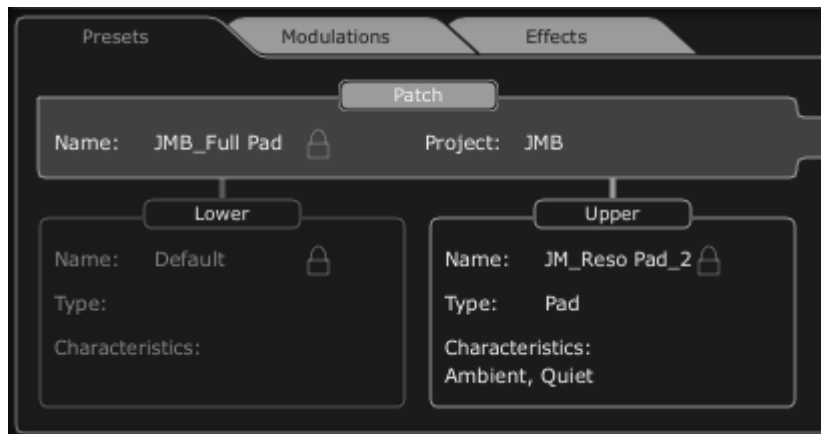 Presets Modulations Effects
Patch
Name: JMB_Full Pad Project: JMB
Lower
Name: Default
Type:
Characteristics:
Upper
Name: JM_Reso Pad_2
Type: Pad
Characteristics:
Ambient, Quiet